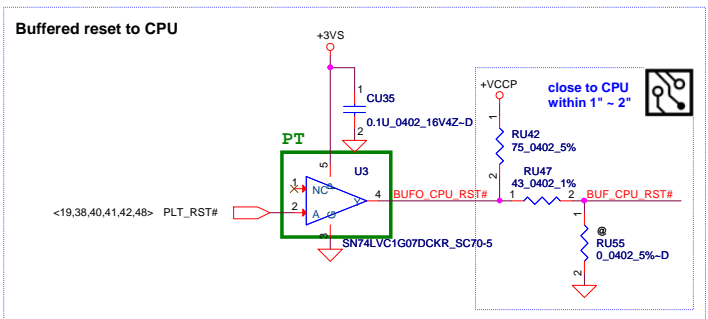 Buffered reset to CPU
+3VS
1
CU35
0.1U_0402_16V4Z~D
2
+VCCP
close to CPU
within 1" ~ 2"
1
RU42
75_0402_5%
2
PT
5
U3
1
NC
P
<19,38,40,41,42,48> PLT_RST#
2
A
G
Y
4
BUFO_CPU_RST#
3
SN74LVC1G07DCKR_SC70-5
RU47
43_0402_1%
1
2
BUF_CPU_RST#
1
@
RU55
0_0402_5%~D
2